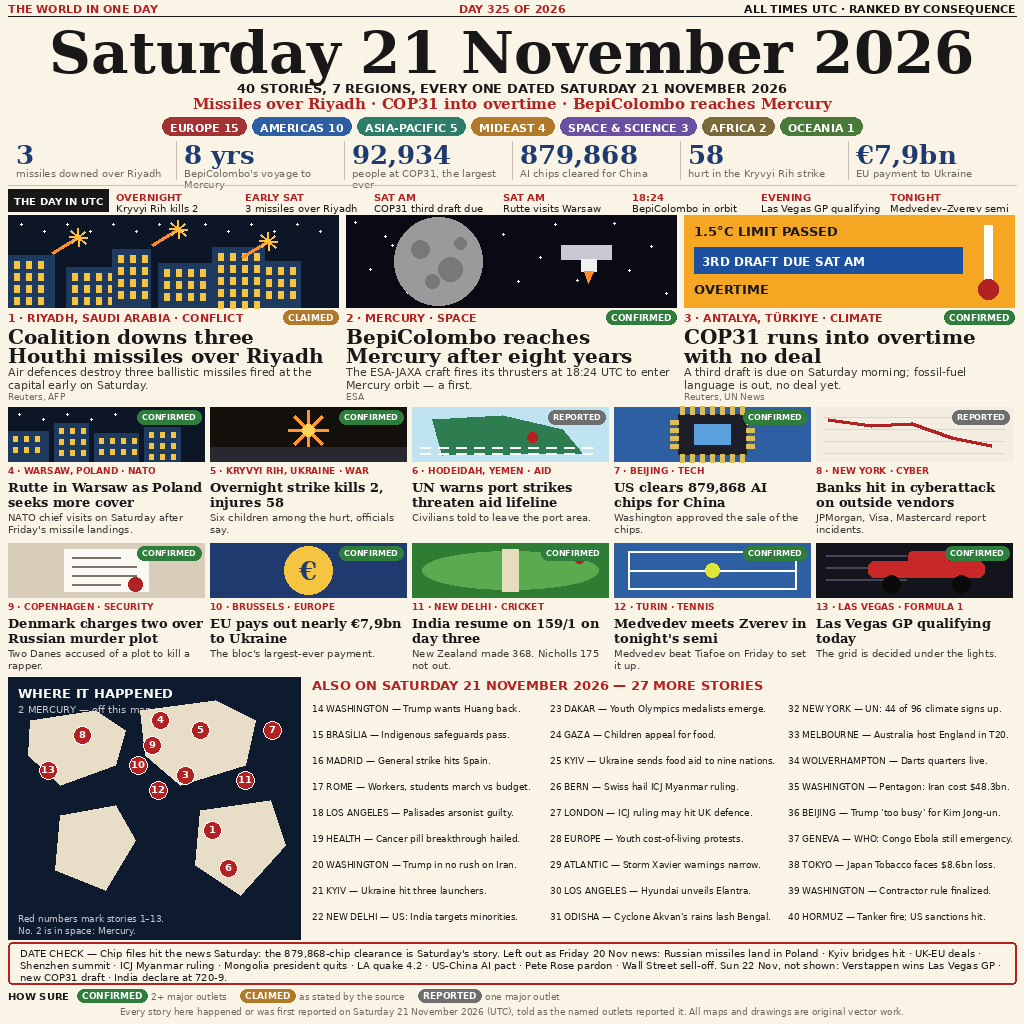 THE WORLD IN ONE DAY
DAY 325 OF 2026
ALL TIMES UTC · RANKED BY CONSEQUENCE
Saturday 21 November 2026
40 STORIES, 7 REGIONS, EVERY ONE DATED SATURDAY 21 NOVEMBER 2026
Missiles over Riyadh · COP31 into overtime · BepiColombo reaches Mercury
EUROPE 15
AMERICAS 10
ASIA-PACIFIC 5
MIDEAST 4
SPACE & SCIENCE 3
AFRICA 2
OCEANIA 1
3
missiles downed over Riyadh
8 yrs
BepiColombo's voyage to
Mercury
92,934
people at COP31, the largest
ever
879,868
AI chips cleared for China
58
hurt in the Kryvyi Rih strike
€7,9bn
EU payment to Ukraine
THE DAY IN UTC
OVERNIGHT
Kryvyi Rih kills 2
EARLY SAT
3 missiles over Riyadh
SAT AM
COP31 third draft due
SAT AM
Rutte visits Warsaw
18:24
BepiColombo in orbit
EVENING
Las Vegas GP qualifying
TONIGHT
Medvedev–Zverev semi
1.5°C LIMIT PASSED
3RD DRAFT DUE SAT AM
OVERTIME
1 · RIYADH, SAUDI ARABIA · CONFLICT
CLAIMED
Coalition downs three
Houthi missiles over Riyadh
Air defences destroy three ballistic missiles fired at the
capital early on Saturday.
Reuters, AFP
2 · MERCURY · SPACE
CONFIRMED
BepiColombo reaches
Mercury after eight years
The ESA-JAXA craft fires its thrusters at 18:24 UTC to enter
Mercury orbit — a first.
ESA
3 · ANTALYA, TÜRKIYE · CLIMATE
CONFIRMED
COP31 runs into overtime
with no deal
A third draft is due on Saturday morning; fossil-fuel
language is out, no deal yet.
Reuters, UN News
CONFIRMED
4 · WARSAW, POLAND · NATO
Rutte in Warsaw as Poland
seeks more cover
NATO chief visits on Saturday after
Friday's missile landings.
CONFIRMED
5 · KRYVYI RIH, UKRAINE · WAR
Overnight strike kills 2,
injures 58
Six children among the hurt, officials
say.
REPORTED
6 · HODEIDAH, YEMEN · AID
UN warns port strikes
threaten aid lifeline
Civilians told to leave the port area.
CONFIRMED
7 · BEIJING · TECH
US clears 879,868 AI
chips for China
Washington approved the sale of the
chips.
REPORTED
8 · NEW YORK · CYBER
Banks hit in cyberattack
on outside vendors
JPMorgan, Visa, Mastercard report
incidents.
CONFIRMED
9 · COPENHAGEN · SECURITY
Denmark charges two over
Russian murder plot
Two Danes accused of a plot to kill a
rapper.
€
CONFIRMED
10 · BRUSSELS · EUROPE
EU pays out nearly €7,9bn
to Ukraine
The bloc's largest-ever payment.
CONFIRMED
11 · NEW DELHI · CRICKET
India resume on 159/1 on
day three
New Zealand made 368. Nicholls 175
not out.
CONFIRMED
12 · TURIN · TENNIS
Medvedev meets Zverev in
tonight's semi
Medvedev beat Tiafoe on Friday to set
it up.
CONFIRMED
13 · LAS VEGAS · FORMULA 1
Las Vegas GP qualifying
today
The grid is decided under the lights.
WHERE IT HAPPENED
2 MERCURY — off this map
4
8
5
7
9
10
13
3
11
12
1
6
Red numbers mark stories 1–13.
No. 2 is in space: Mercury.
ALSO ON SATURDAY 21 NOVEMBER 2026 — 27 MORE STORIES
14 WASHINGTON — Trump wants Huang back.
15 BRASÍLIA — Indigenous safeguards pass.
16 MADRID — General strike hits Spain.
17 ROME — Workers, students march vs budget.
18 LOS ANGELES — Palisades arsonist guilty.
19 HEALTH — Cancer pill breakthrough hailed.
20 WASHINGTON — Trump in no rush on Iran.
21 KYIV — Ukraine hit three launchers.
22 NEW DELHI — US: India targets minorities.
23 DAKAR — Youth Olympics medalists emerge.
24 GAZA — Children appeal for food.
25 KYIV — Ukraine sends food aid to nine nations.
26 BERN — Swiss hail ICJ Myanmar ruling.
27 LONDON — ICJ ruling may hit UK defence.
28 EUROPE — Youth cost-of-living protests.
29 ATLANTIC — Storm Xavier warnings narrow.
30 LOS ANGELES — Hyundai unveils Elantra.
31 ODISHA — Cyclone Akvan's rains lash Bengal.
32 NEW YORK — UN: 44 of 96 climate signs up.
33 MELBOURNE — Australia host England in T20.
34 WOLVERHAMPTON — Darts quarters live.
35 WASHINGTON — Pentagon: Iran cost $48.3bn.
36 BEIJING — Trump 'too busy' for Kim Jong-un.
37 GENEVA — WHO: Congo Ebola still emergency.
38 TOKYO — Japan Tobacco faces $8.6bn loss.
39 WASHINGTON — Contractor rule finalized.
40 HORMUZ — Tanker fire; US sanctions hit.
DATE CHECK — Chip files hit the news Saturday: the 879,868-chip clearance is Saturday's story. Left out as Friday 20 Nov news: Russian missiles land in Poland · Kyiv bridges hit · UK-EU deals ·
Shenzhen summit · ICJ Myanmar ruling · Mongolia president quits · LA quake 4.2 · US-China AI pact · Pete Rose pardon · Wall Street sell-off. Sun 22 Nov, not shown: Verstappen wins Las Vegas GP ·
new COP31 draft · India declare at 720-9.
HOW SURE
CONFIRMED
2+ major outlets
CLAIMED
as stated by the source
REPORTED
one major outlet
Every story here happened or was first reported on Saturday 21 November 2026 (UTC), told as the named outlets reported it. All maps and drawings are original vector work.